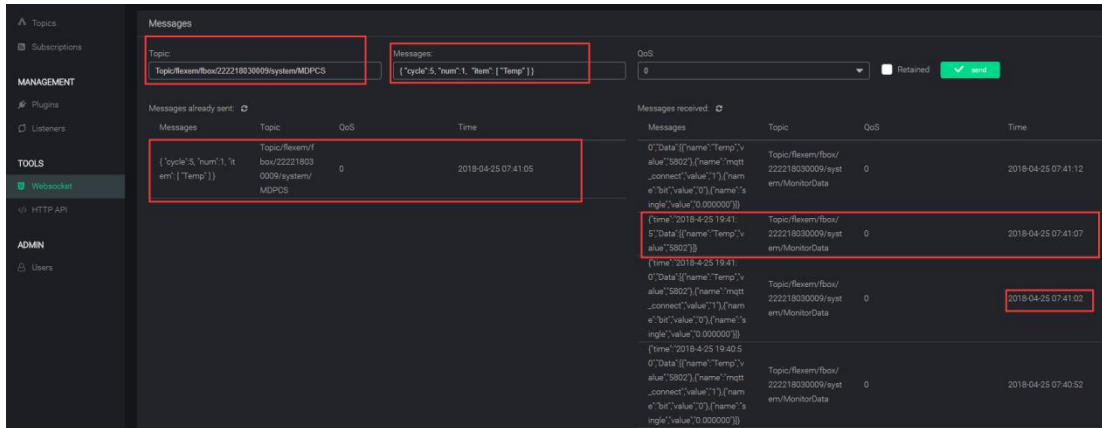 Topics
Messages
Subscriptions
Topic:
Messages:
QoS:
Topic/flexem/fbox/222218030009/system/MDPCS
{ "cycle":5, "num":1, "item": [ "Temp" ] }
0
Retained
send
MANAGEMENT
Plugins
Listeners
TOOLS
Websocket
HTTP API
ADMIN
Users
Messages already sent:
Messages Topic QoS Time
{ "cycle":5, "num":1, "it
em": [ "Temp" ] }
Topic/flexem/f
box/22221803
0009/system/
MDPCS
0
2018-04-25 07:41:05
Messages received:
Messages Topic QoS Time
0","Data":[{"name":"Temp","v
alue":"5802"},{"name":"mqtt
_connect","value":"1"},{"nam
e":"bit","value":"0"},{"name":"s
ingle","value":"0.000000"}]}
Topic/flexem/fbox/
222218030009/syst
em/MonitorData
0
2018-04-25 07:41:12
{"time":"2018-4-25 19:41:
5","Data":[{"name":"Temp","v
alue":"5802"}]}
Topic/flexem/fbox/
222218030009/syst
em/MonitorData
0
2018-04-25 07:41:07
{"time":"2018-4-25 19:41:
0","Data":[{"name":"Temp","v
alue":"5802"},{"name":"mqtt
_connect","value":"1"},{"nam
e":"bit","value":"0"},{"name":"s
ingle","value":"0.000000"}]}
Topic/flexem/fbox/
222218030009/syst
em/MonitorData
0
2018-04-25 07:41:02
{"time":"2018-4-25 19:40:5
0","Data":[{"name":"Temp","v
alue":"5802"},{"name":"mqtt
_connect","value":"1"},{"nam
e":"bit","value":"0"},{"name":"s
ingle","value":"0.000000"}]}
Topic/flexem/fbox/
222218030009/syst
em/MonitorData
0
2018-04-25 07:40:52